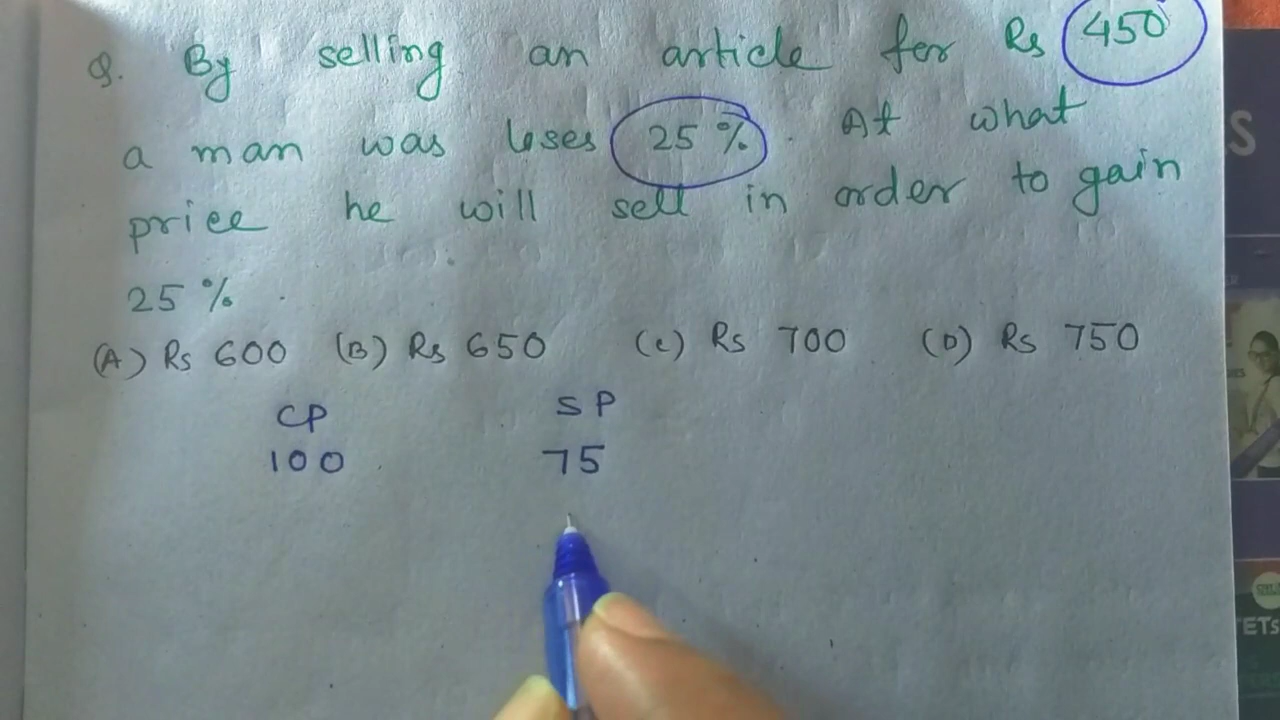 Q. By selling an article for Rs 450
a man was loses 25%. At what
price he will sell in order to gain
25%.
(A) Rs 600 (B) Rs 650 (C) Rs 700 (D) Rs 750
CP SP
100 75
S
ETs